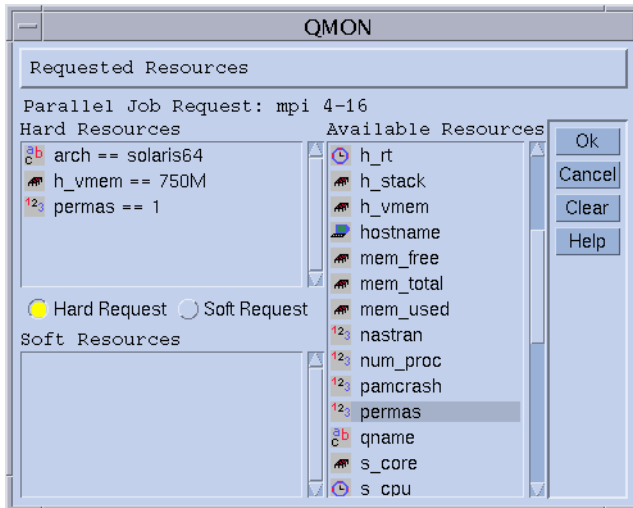 QMON
Requested Resources
Parallel Job Request: mpi 4-16
Hard Resources
arch == solaris64
h_vmem == 750M
permas == 1
Hard Request
Soft Request
Soft Resources
Available Resources
h_rt
h_stack
h_vmem
hostname
mem_free
mem_total
mem_used
nastran
num_proc
pamcrash
permas
qname
s_core
s_cpu
Ok
Cancel
Clear
Help